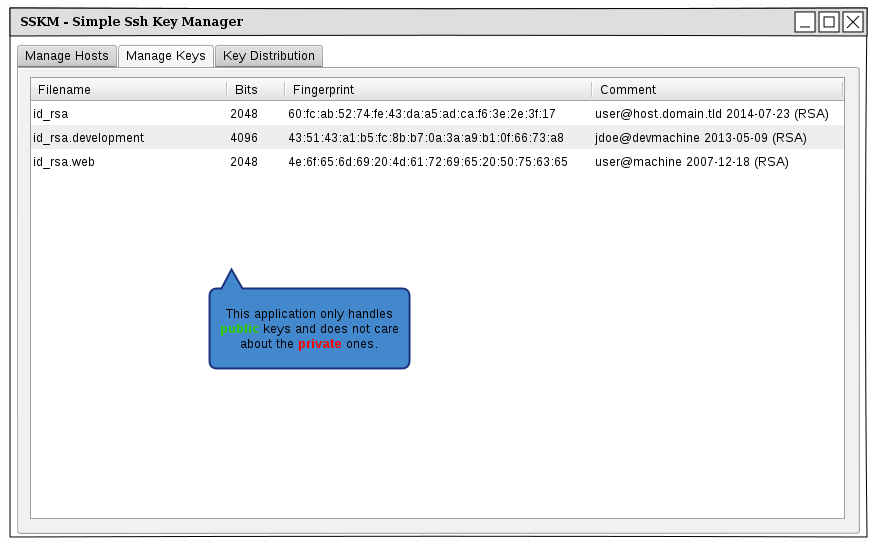 SSKM - Simple Ssh Key Manager
Manage Hosts Manage Keys Key Distribution
Filename Bits Fingerprint Comment
id_rsa 2048 60:fc:ab:52:74:fe:43:da:a5:ad:ca:f6:3e:2e:3f:17 user@host.domain.tld 2014-07-23 (RSA)
id_rsa.development 4096 43:51:43:a1:b5:fc:8b:b7:0a:3a:a9:b1:0f:66:73:a8 jdoe@devmachine 2013-05-09 (RSA)
id_rsa.web 2048 4e:6f:65:6d:69:20:4d:61:72:69:65:20:50:75:63:65 user@machine 2007-12-18 (RSA)
This application only handles
public keys and does not care
about the private ones.